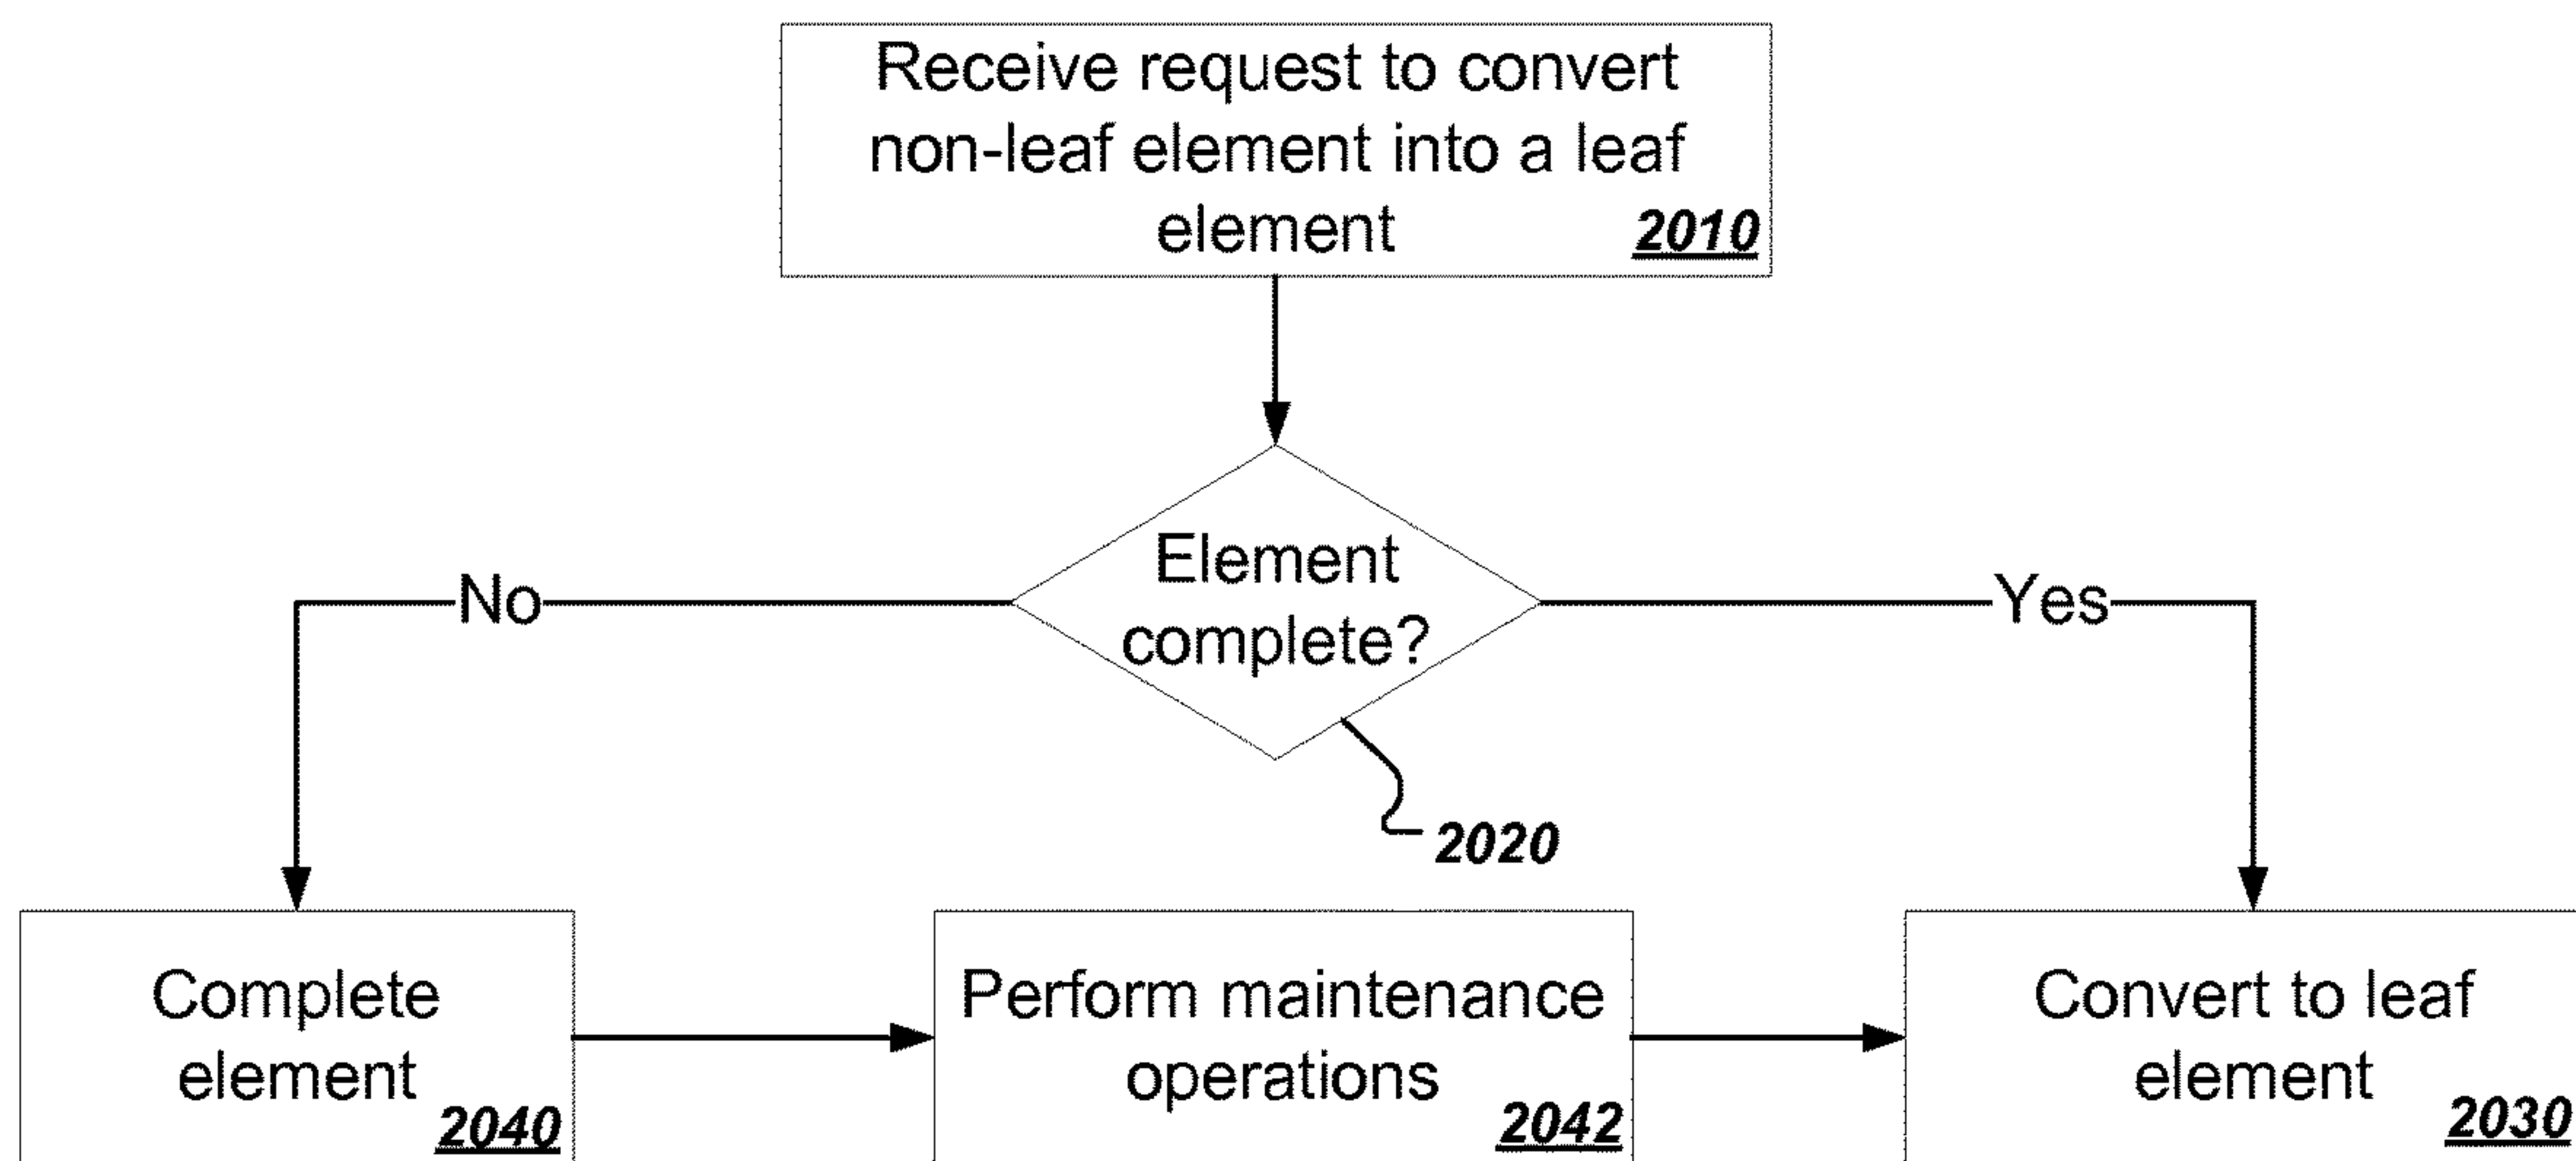 Receive request to convert
non-leaf element into a leaf
element
2010
Element
complete?
No
Yes
2020
Complete
element
2040
Perform maintenance
operations
2042
Convert to leaf
element
2030